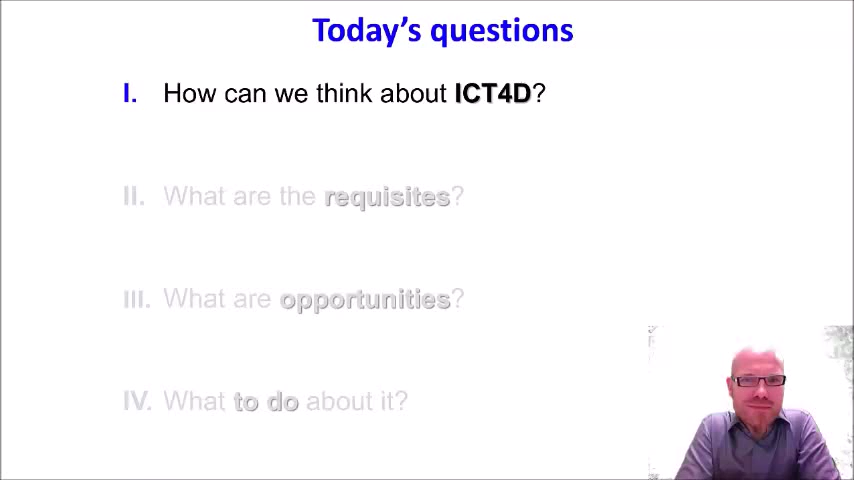 Today’s questions
I. How can we think about ICT4D?
II. What are the requisites?
III. What are opportunities?
IV. What to do about it?